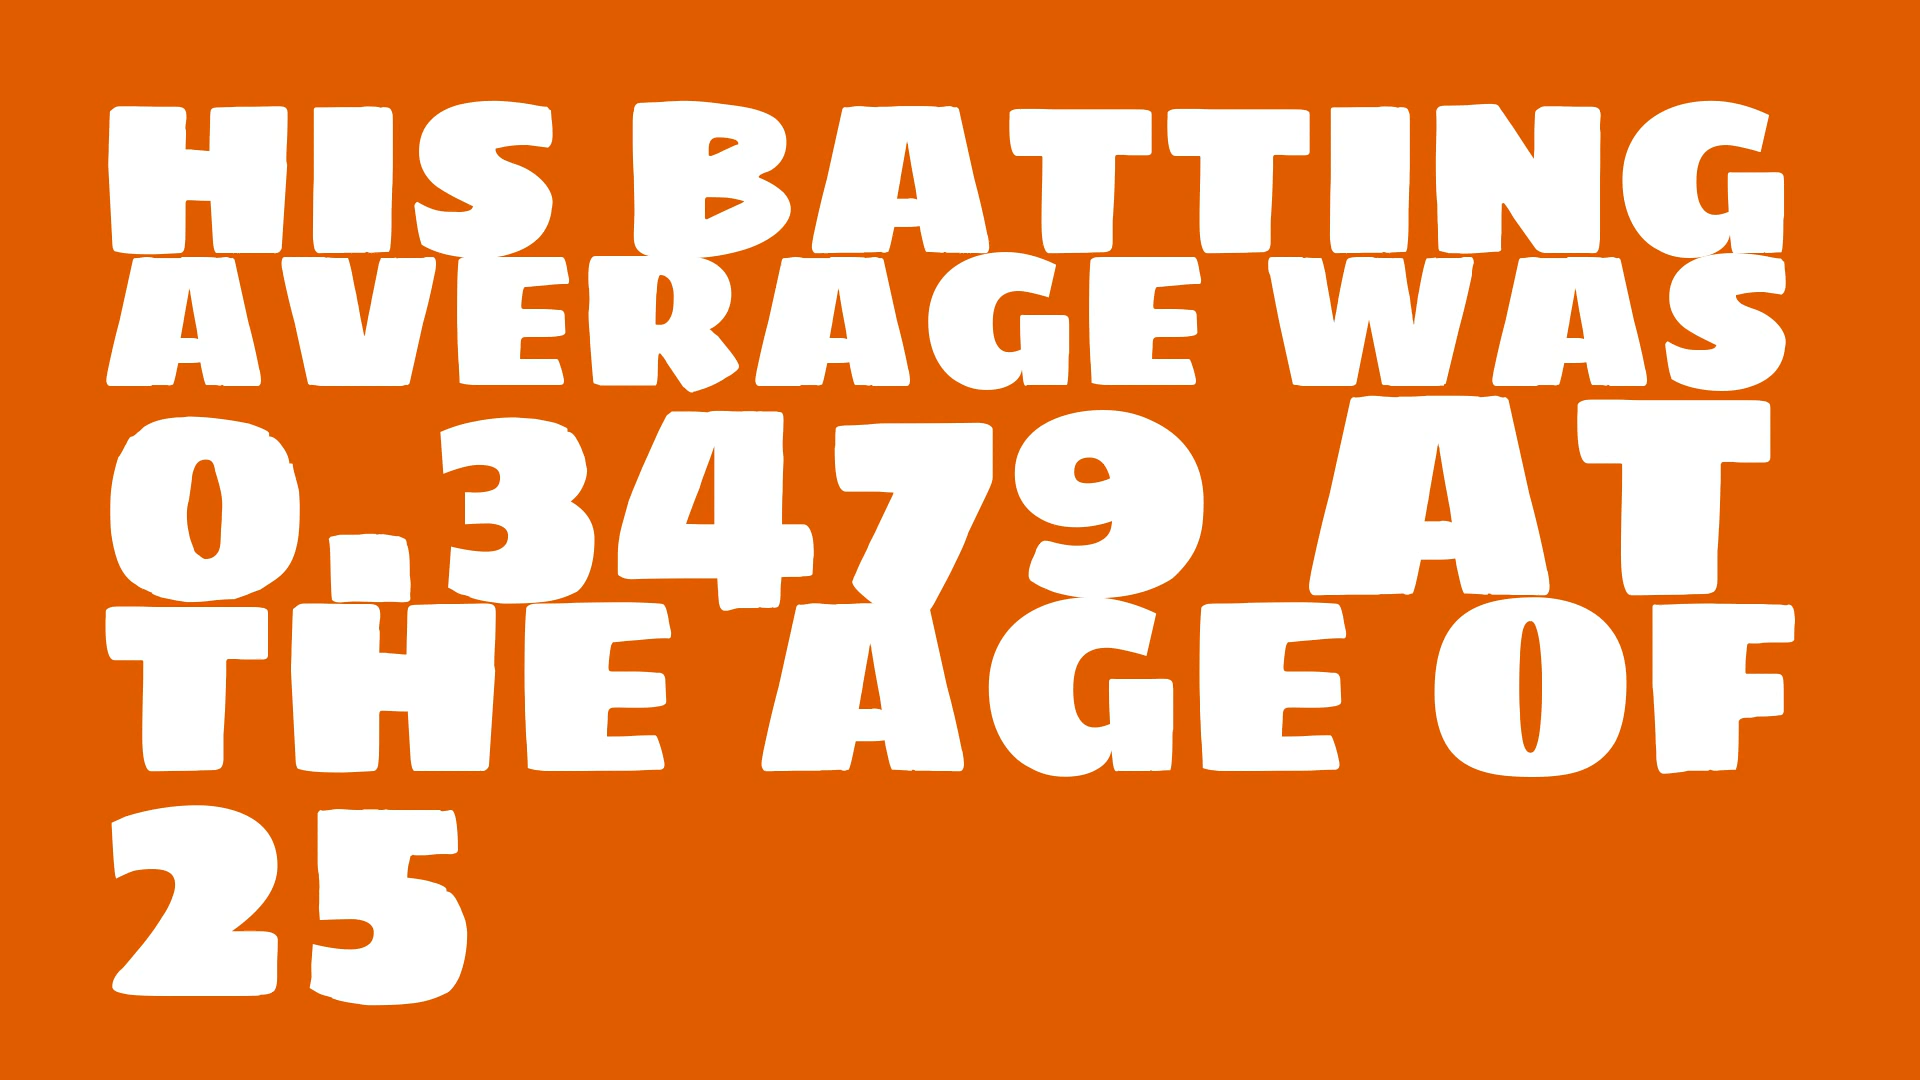 HIS BATTING
AVERAGE WAS
0.3479 AT
THE AGE OF
25